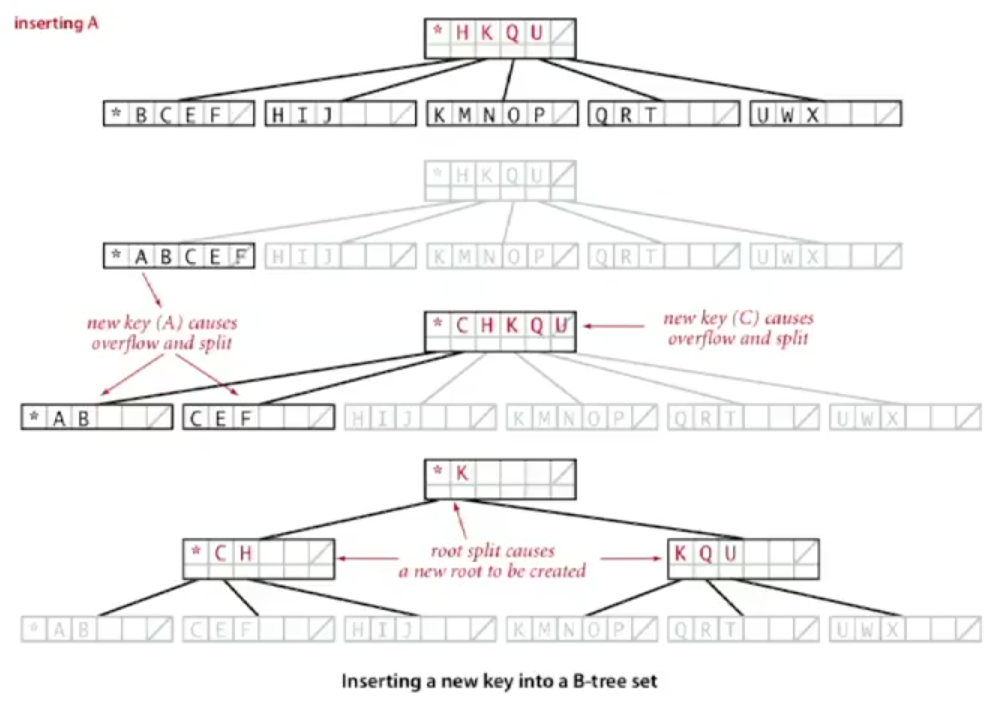 inserting A
* H K Q U
* B C E F H I J K M N O P Q R T U W X
* H K Q U
* A B C E F H I J K M N O P Q R T U W X
new key (A) causes
overflow and split
* C H K Q U
new key (C) causes
overflow and split
* A B C E F H I J K M N O P Q R T U W X
* K
* C H
root split causes
a new root to be created
K Q U
* A B C E F H I J K M N O P Q R T U W X
Inserting a new key into a B-tree set